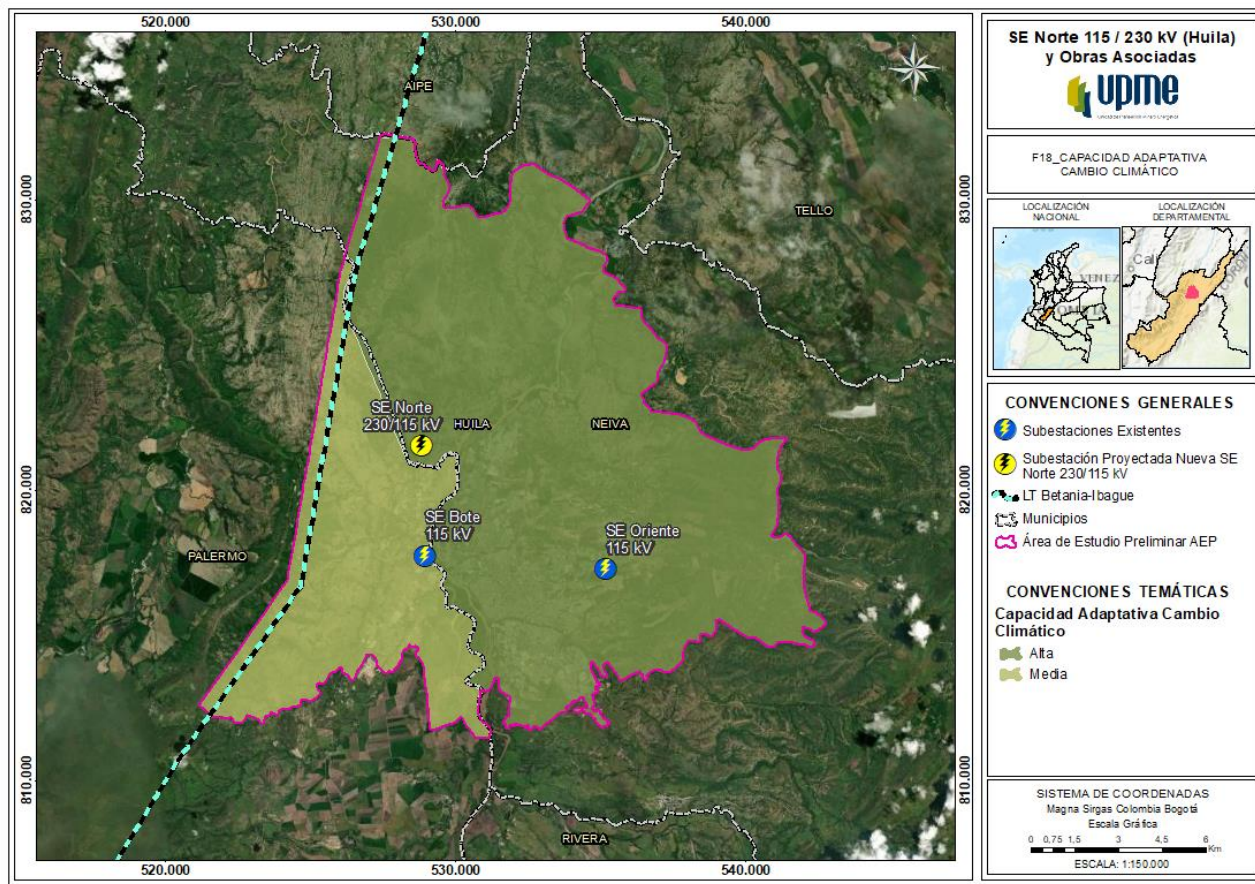 520.000
530.000
540.000
830.000
820.000
810.000
830.000
820.000
810.000
520.000
530.000
540.000
AIPE
TELLO
SE Norte
230/115 kV
HUILA
NEIVA
SE Bote
115 kV
SE Oriente
115 kV
PALERMO
RIVERA
SE Norte 115 / 230 kV (Huila)
y Obras Asociadas
upme
F18_CAPACIDAD ADAPTATIVA
CAMBIO CLIMÁTICO
LOCALIZACIÓN
NACIONAL
LOCALIZACIÓN
DEPARTAMENTAL
VENEZ
Cali
CONVENCIONES GENERALES
Subestaciones Existentes
Subestación Proyectada Nueva SE
Norte 230/115 kV
LT Betania-Ibague
Municipios
Área de Estudio Preliminar AEP
CONVENCIONES TEMÁTICAS
Capacidad Adaptativa Cambio
Climático
Alta
Media
SISTEMA DE COORDENADAS
Magna Sirgas Colombia Bogotá
Escala Gráfica
0 0,75 1,5 3 4,5 6
Km
ESCALA: 1:150.000